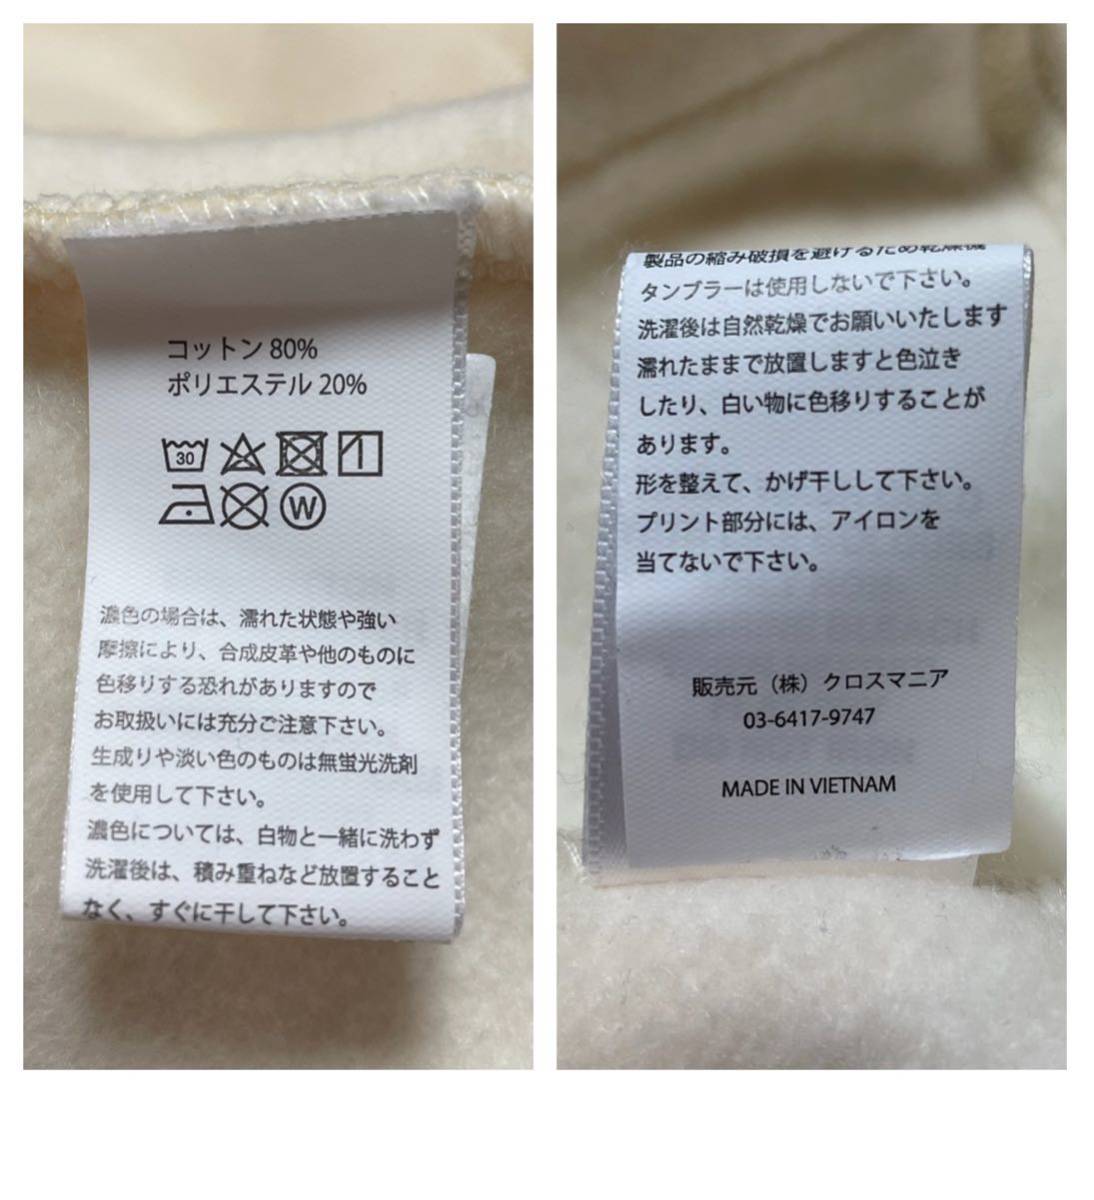 コットン 80%
ポリエステル 20%
30
W
濃色の場合は、濡れた状態や強い
摩擦により、合成皮革や他のものに
色移りする恐れがありますので
お取扱いには充分ご注意下さい。
生成りや淡い色のものは無蛍光洗剤
を使用して下さい。
濃色については、白物と一緒に洗わず
洗濯後は、積み重ねなど放置すること
なく、すぐに干して下さい。
製品の縮み破損を避けるため乾燥機
タンブラーは使用しないで下さい。
洗濯後は自然乾燥でお願いいたします
濡れたままで放置しますと色泣き
したり、白い物に色移りすることが
あります。
形を整えて、かげ干しして下さい。
プリント部分には、アイロンを
当てないで下さい。
販売元（株）クロスマニア
03-6417-9747
MADE IN VIETNAM